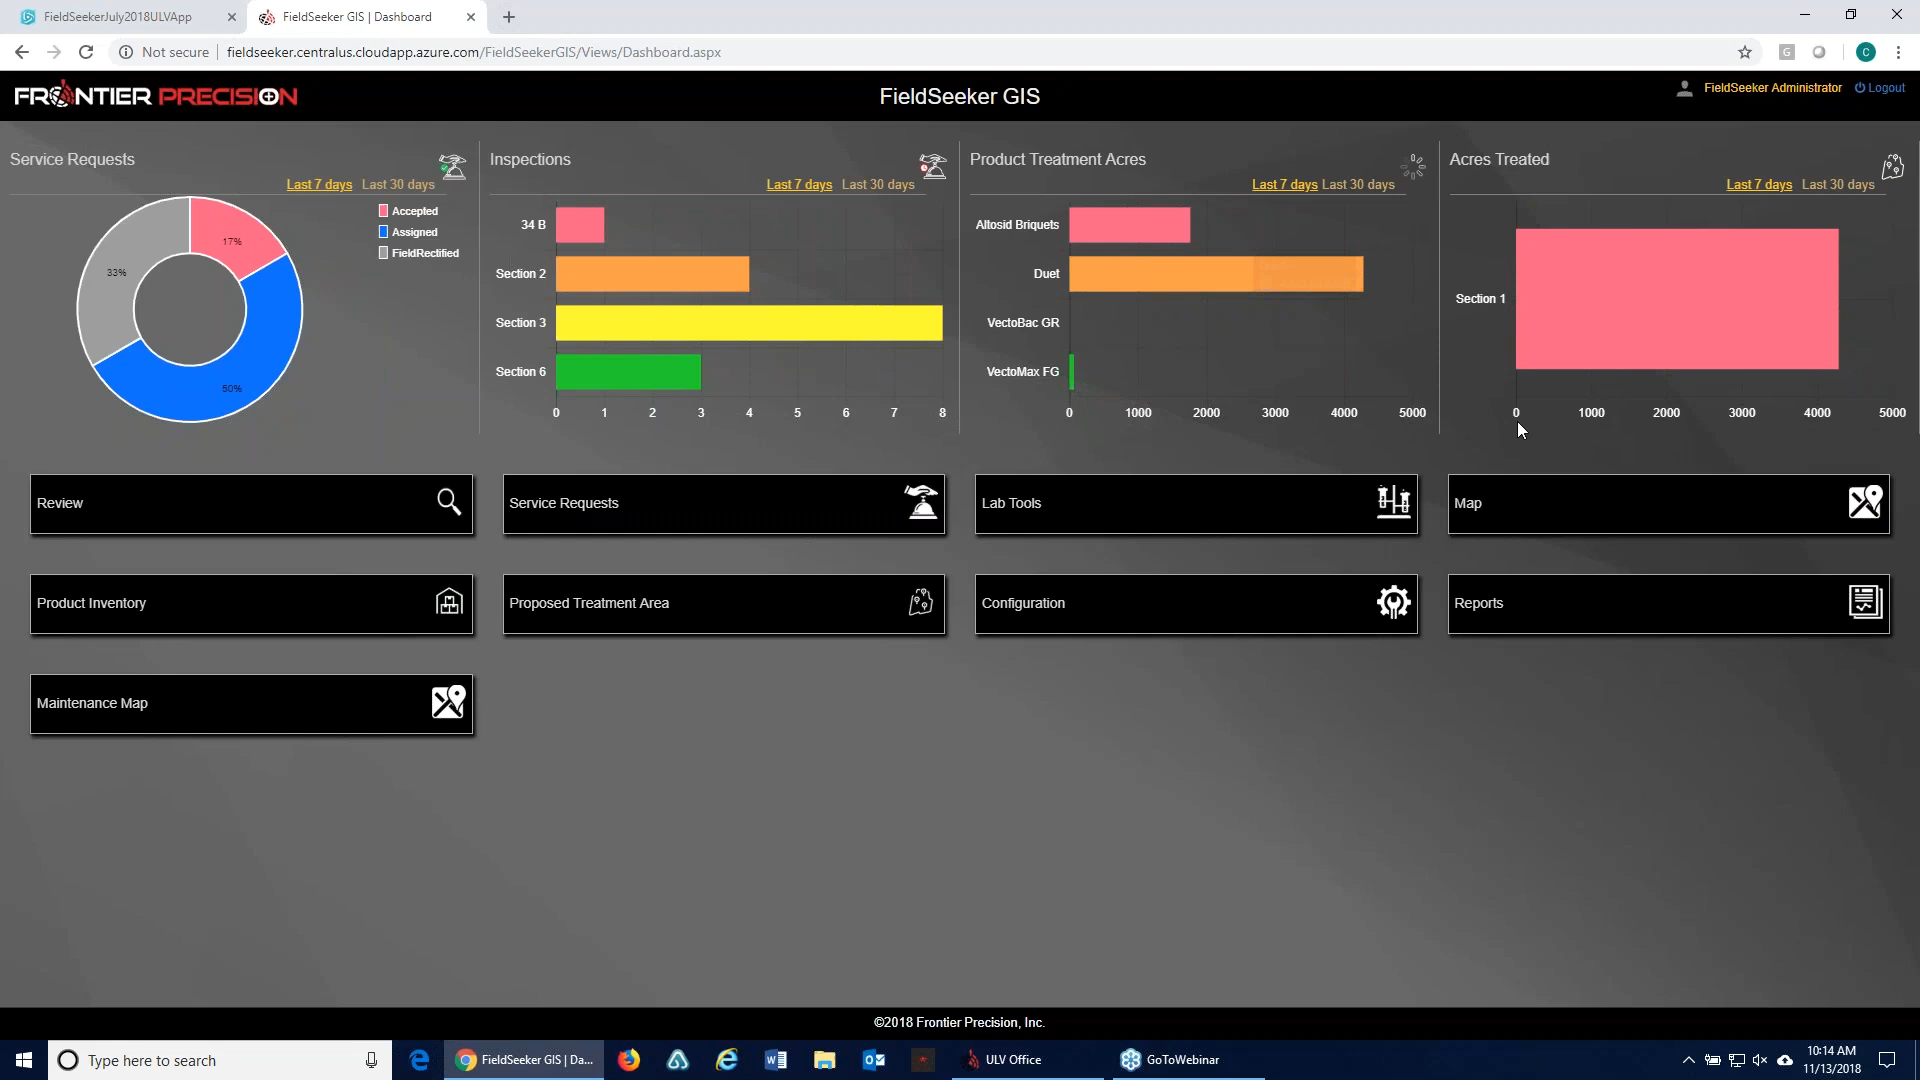 FieldSeekerJuly2018ULVApp
FieldSeeker GIS | Dashboard
Not secure
fieldseeker.centralus.cloudapp.azure.com/FieldSeekerGIS/Views/Dashboard.aspx
G
C
FRONTIER PRECISION
FieldSeeker GIS
FieldSeeker Administrator
Logout
Service Requests
Last 7 days Last 30 days
Accepted
Assigned
FieldRectified
17%
33%
50%
Inspections
Last 7 days Last 30 days
34 B
Section 2
Section 3
Section 6
0 1 2 3 4 5 6 7 8
Product Treatment Acres
Last 7 days Last 30 days
Altosid Briquets
Duet
VectoBac GR
VectoMax FG
0 1000 2000 3000 4000 5000
Acres Treated
Last 7 days Last 30 days
Section 1
0 1000 2000 3000 4000 5000
Review
Service Requests
Lab Tools
Map
Product Inventory
Proposed Treatment Area
Configuration
Reports
Maintenance Map
©2018 Frontier Precision, Inc.
Type here to search
FieldSeeker GIS | Da...
ULV Office
GoToWebinar
10:14 AM
11/13/2018